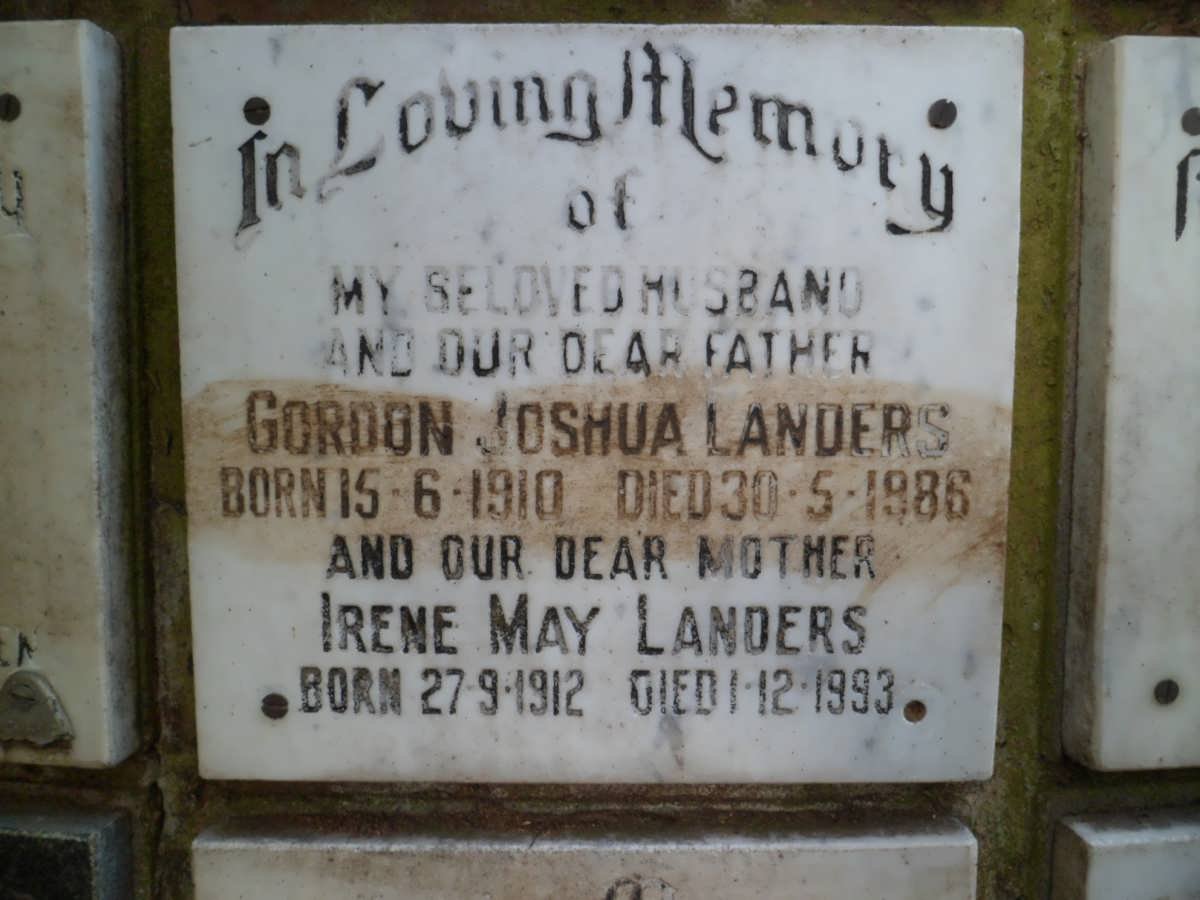 In Loving Memory
of
MY BELOVED HUSBAND
AND OUR DEAR FATHER
GORDON JOSHUA LANDERS
BORN 15·6·1910 DIED 30·5·1986
AND OUR DEAR MOTHER
IRENE MAY LANDERS
BORN 27·9·1912 DIED 1·12·1993